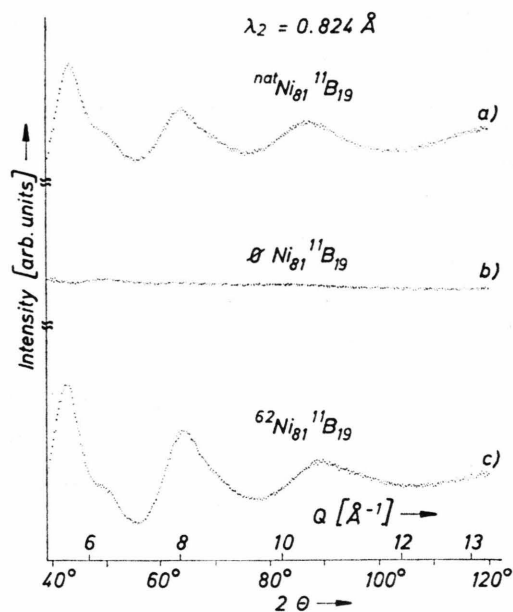 λ₂ = 0.824 Å
ⁿᵃᵗNi₈₁ ¹¹B₁₉
a)
Ø Ni₈₁ ¹¹B₁₉
b)
Intensity [arb. units] →
⁶²Ni₈₁ ¹¹B₁₉
c)
Q [Å⁻¹] →
6 8 10 12 13
40° 60° 80° 100° 120°
2 Θ →